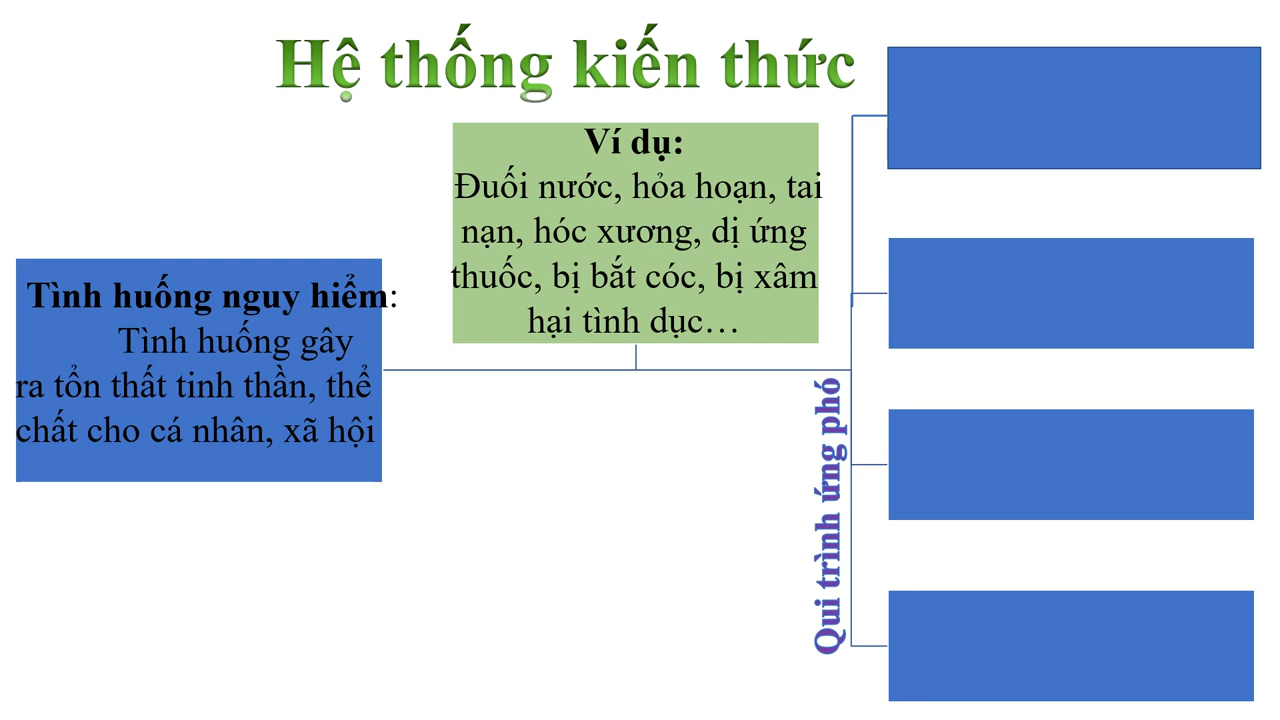 Hệ thống kiến thức
Ví dụ:
Đuối nước, hỏa hoạn, tai
nạn, hóc xương, dị ứng
thuốc, bị bắt cóc, bị xâm
hại tình dục…
Tình huống nguy hiểm:
Tình huống gây
ra tổn thất tinh thần, thể
chất cho cá nhân, xã hội
Qui trình ứng phó